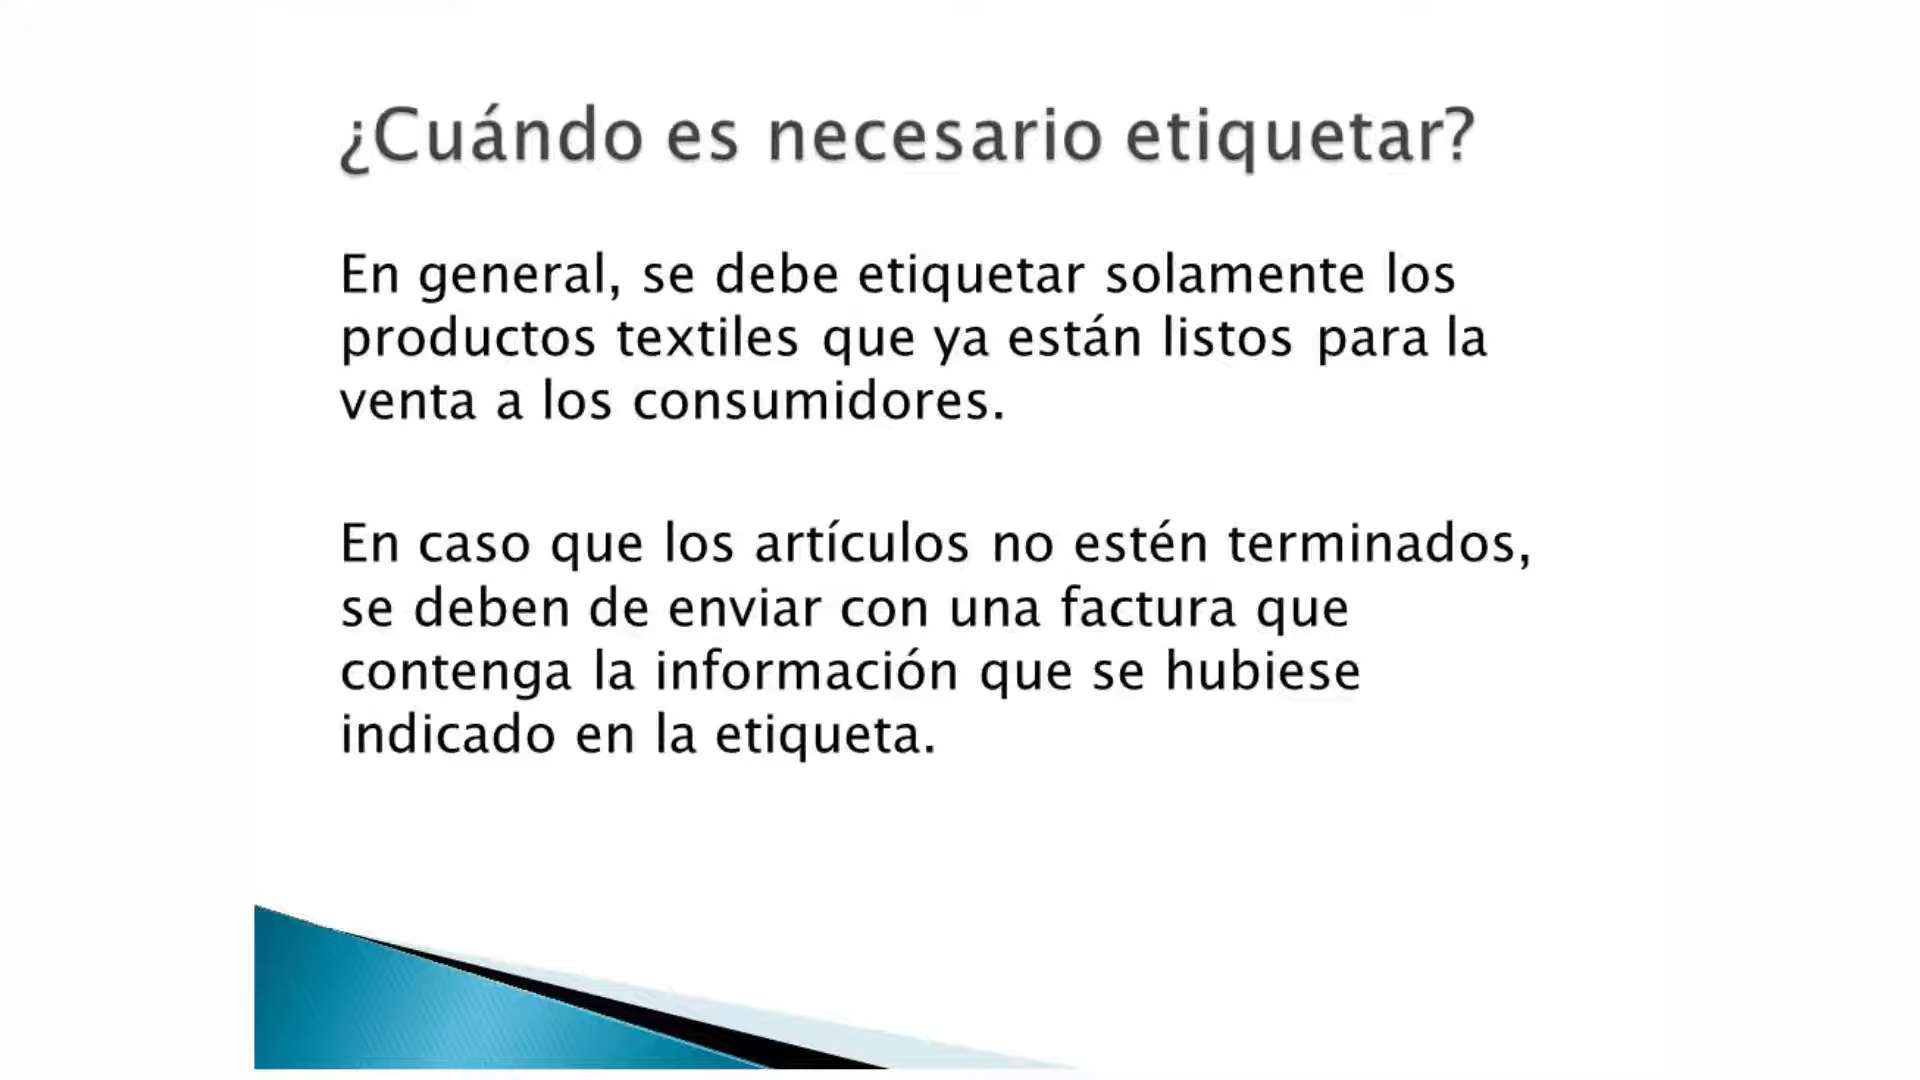 ¿Cuándo es necesario etiquetar?
En general, se debe etiquetar solamente los
productos textiles que ya están listos para la
venta a los consumidores.
En caso que los artículos no estén terminados,
se deben de enviar con una factura que
contenga la información que se hubiese
indicado en la etiqueta.